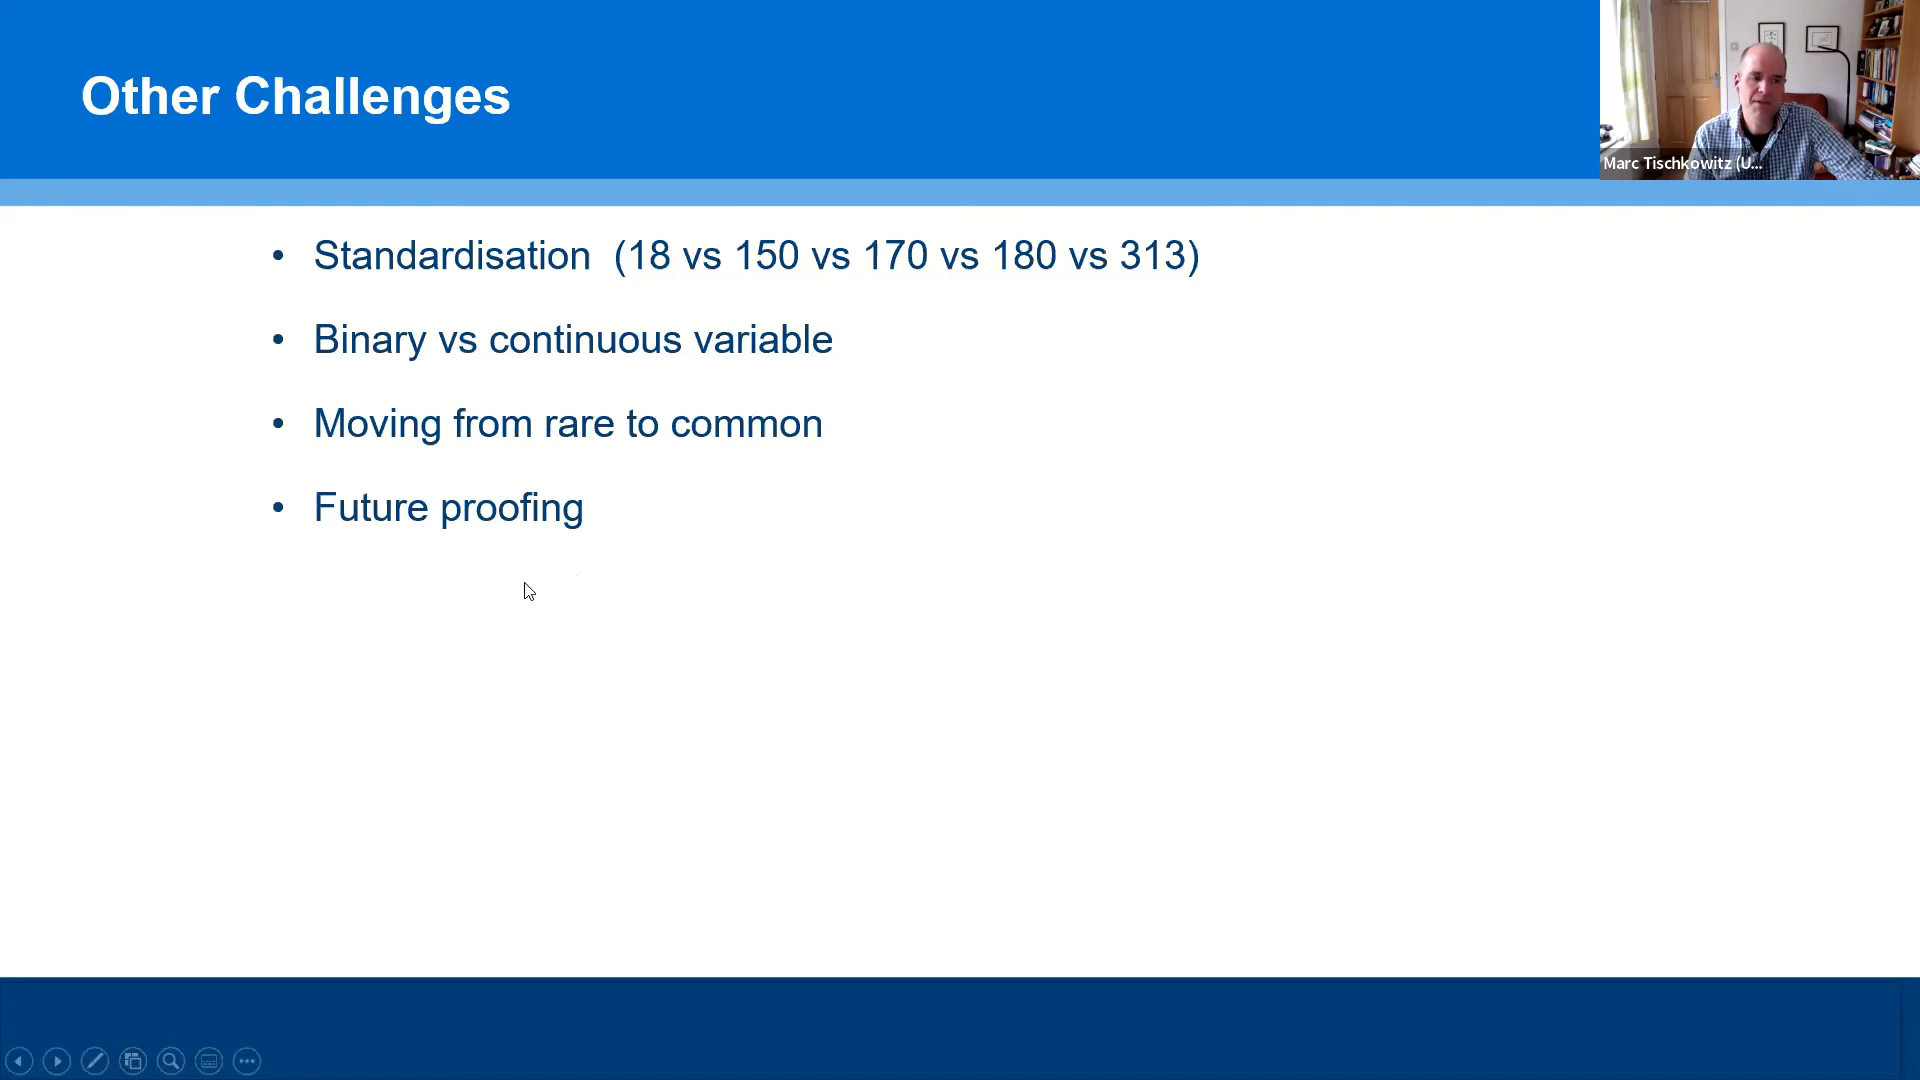 Other Challenges
Marc Tischkowitz (U...
• Standardisation (18 vs 150 vs 170 vs 180 vs 313)
• Binary vs continuous variable
• Moving from rare to common
• Future proofing